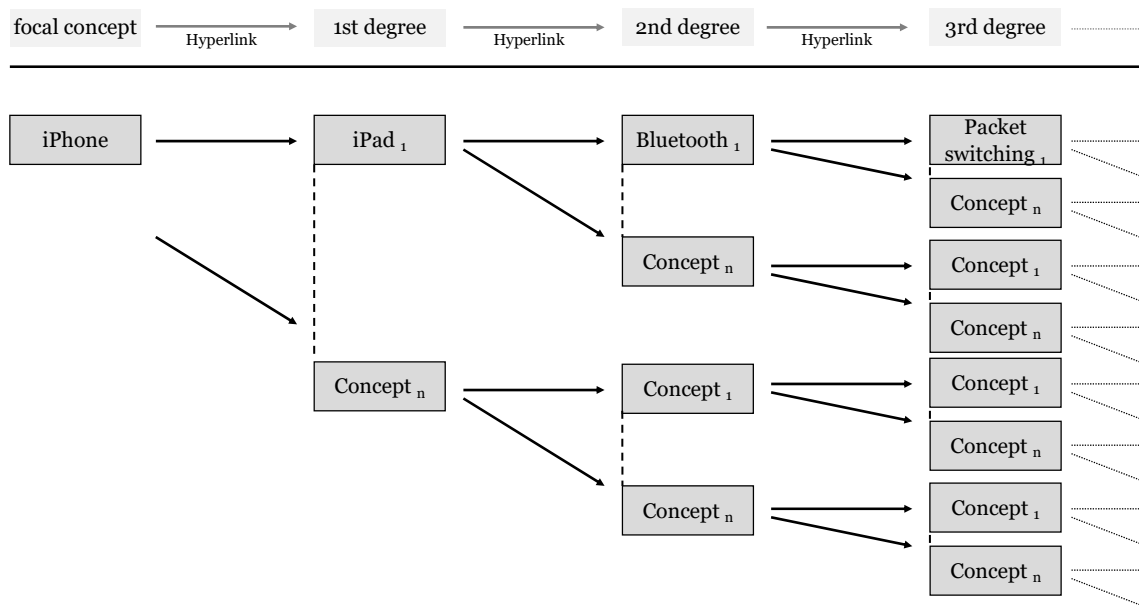 focal concept
Hyperlink
1st degree
Hyperlink
2nd degree
Hyperlink
3rd degree
iPhone
iPad 1
Bluetooth 1
Packet
switching 1
Concept n
Concept n
Concept 1
Concept n
Concept n
Concept 1
Concept 1
Concept n
Concept n
Concept 1
Concept n